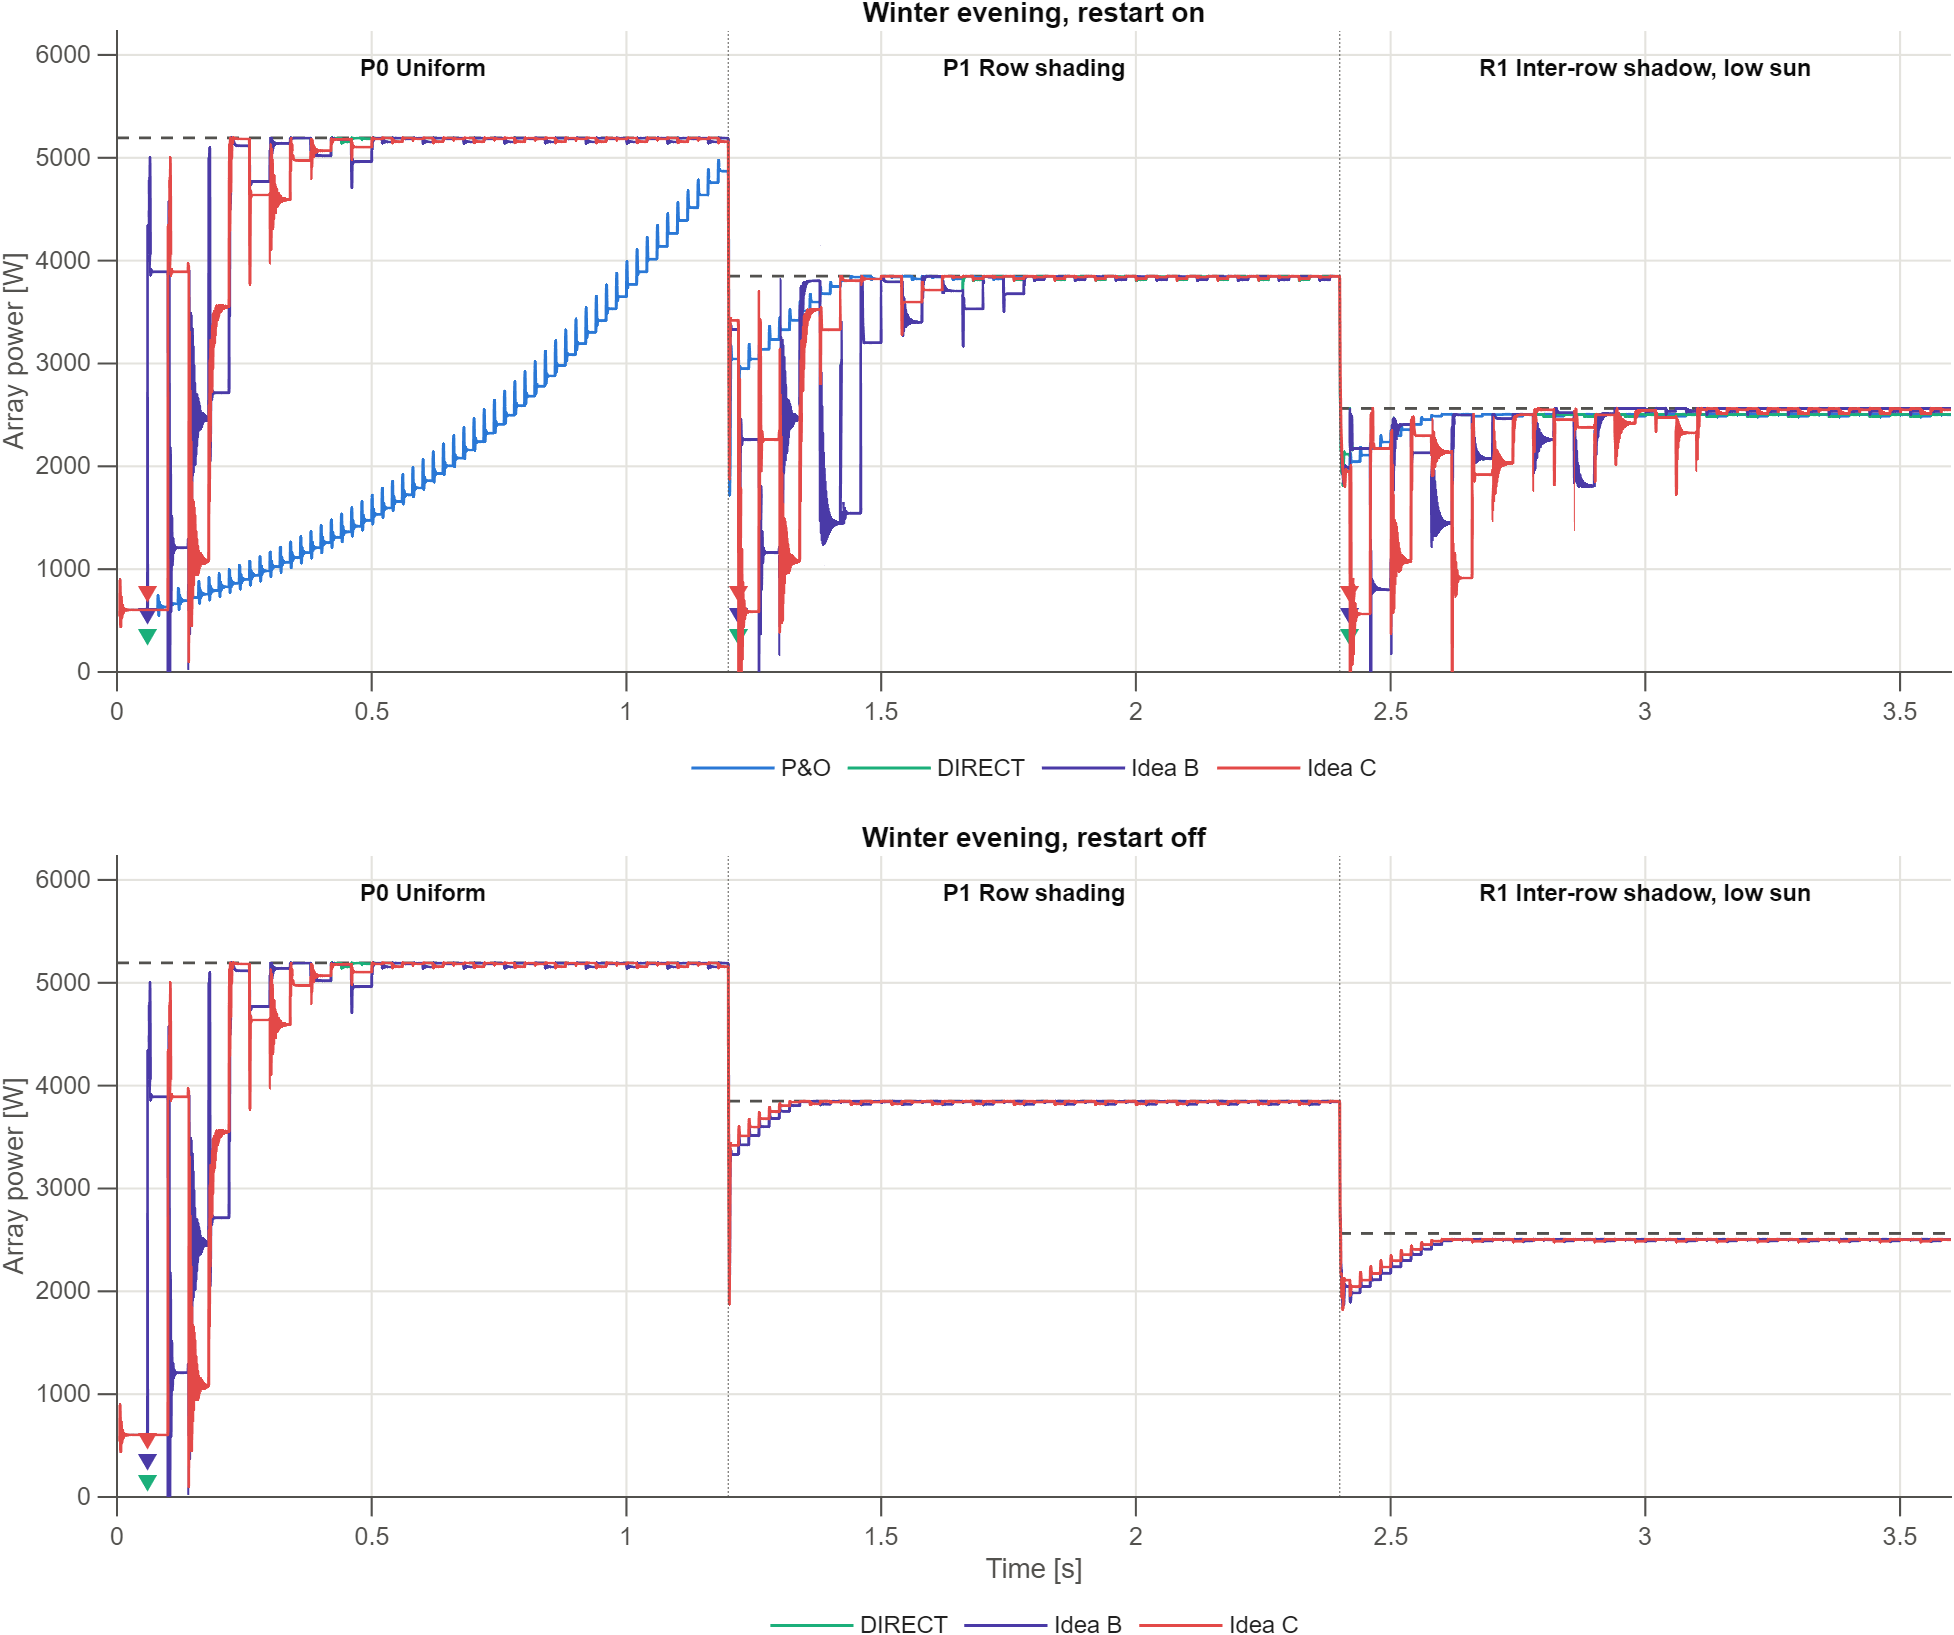 Winter evening, restart on
P0 Uniform P1 Row shading R1 Inter-row shadow, low sun
Array power [W]
6000
5000
4000
3000
2000
1000
0
0 0.5 1 1.5 2 2.5 3 3.5
P&O DIRECT Idea B Idea C
Winter evening, restart off
P0 Uniform P1 Row shading R1 Inter-row shadow, low sun
Array power [W]
6000
5000
4000
3000
2000
1000
0
0 0.5 1 1.5 2 2.5 3 3.5
Time [s]
DIRECT Idea B Idea C